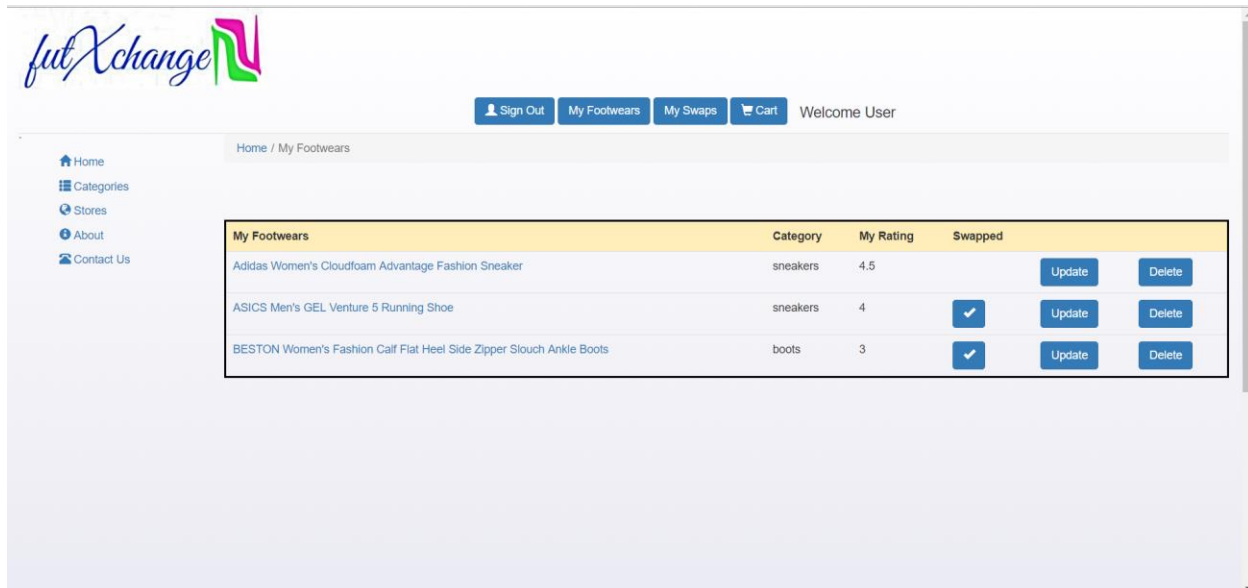 futXchange
Sign Out My Footwears My Swaps Cart Welcome User
Home / My Footwears
Home
Categories
Stores
About
Contact Us
My Footwears Category My Rating Swapped
Adidas Women's Cloudfoam Advantage Fashion Sneaker sneakers 4.5 Update Delete
ASICS Men's GEL Venture 5 Running Shoe sneakers 4 Update Delete
BESTON Women's Fashion Calf Flat Heel Side Zipper Slouch Ankle Boots boots 3 Update Delete